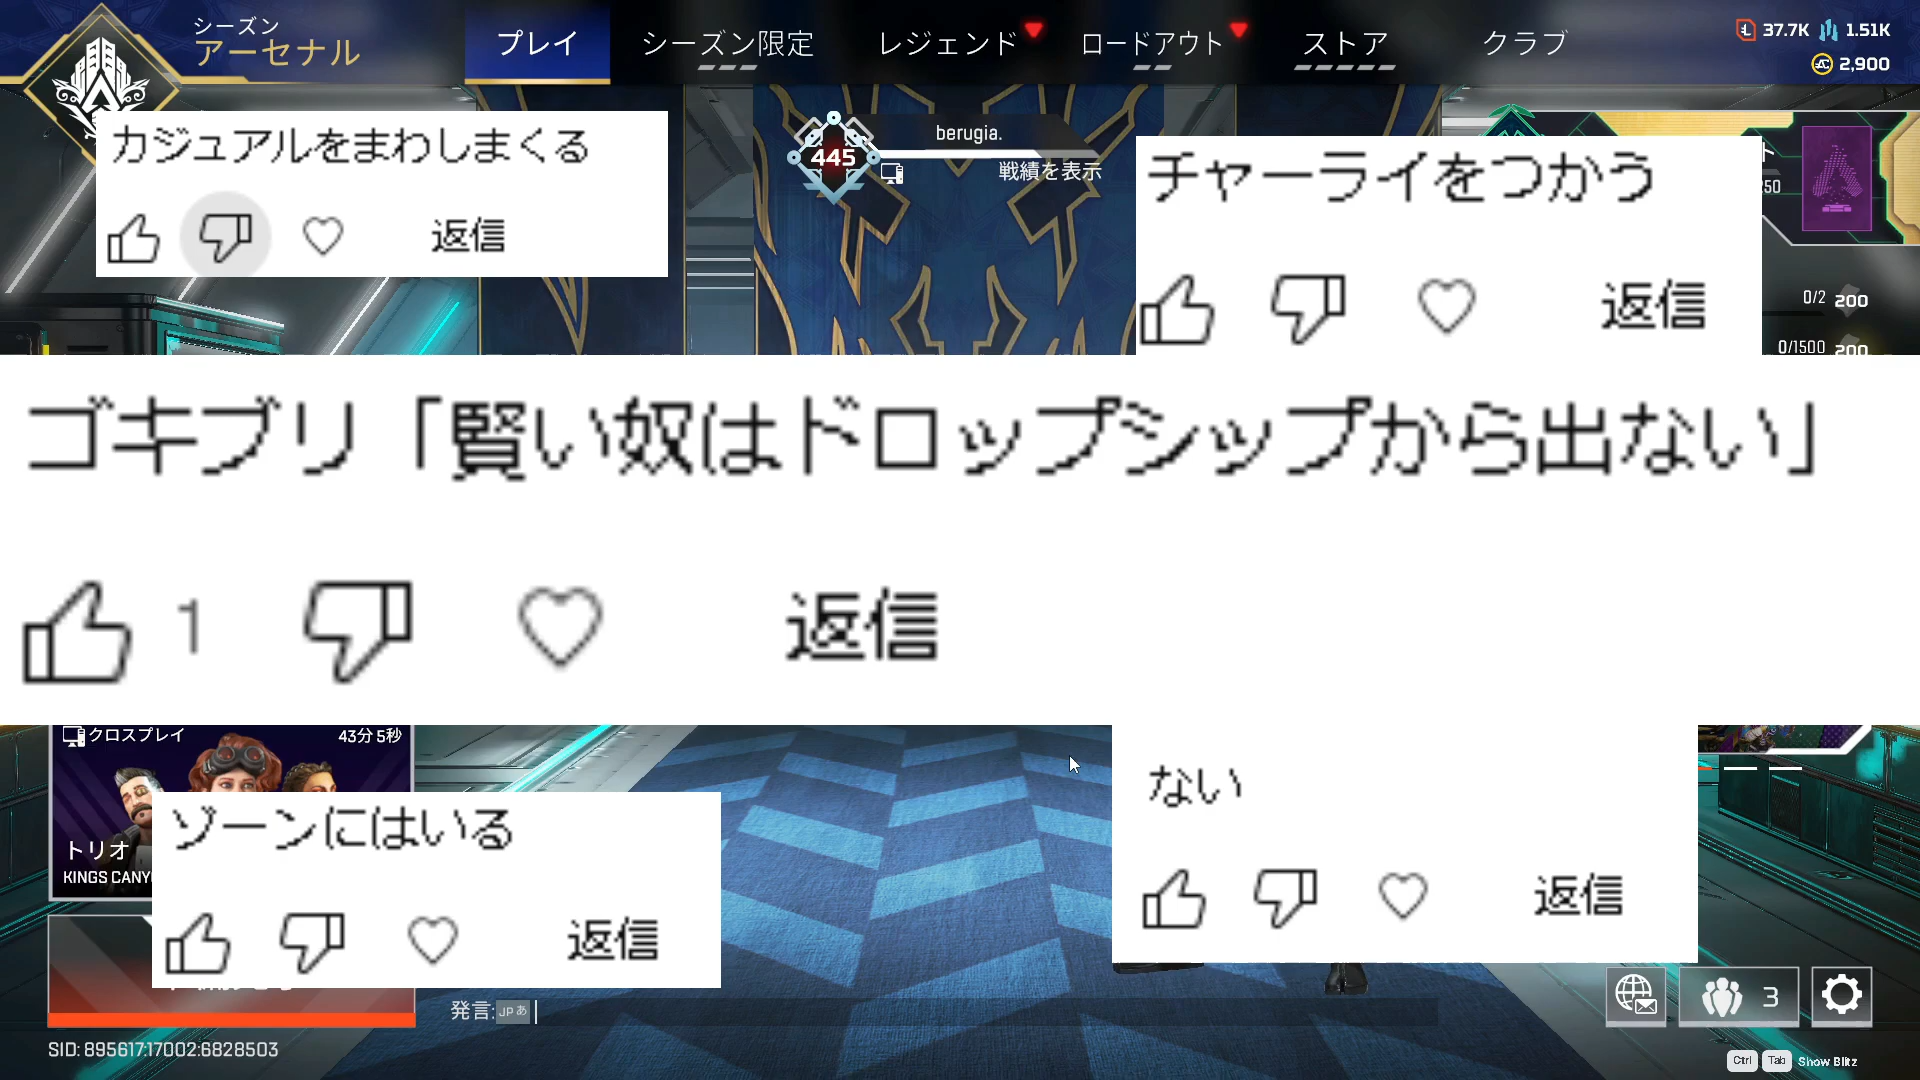 シーズン
アーセナル
プレイ
シーズン限定
レジェンド
ロードアウト
ストア
クラブ
37.7K
1.51K
2,900
カジュアルをまわしまくる
返信
445
berugia.
戦績を表示
チャーライをつかう
返信
ト
250
0/2 200
0/1500 200
ゴキブリ「賢い奴はドロップシップから出ない」
1
返信
クロスプレイ
43分 5秒
トリオ
KINGS CANY
ゾーンにはいる
返信
ない
返信
発言: JP あ
3
SID: 895617:17002:6828503
Ctrl Tab Show Blitz